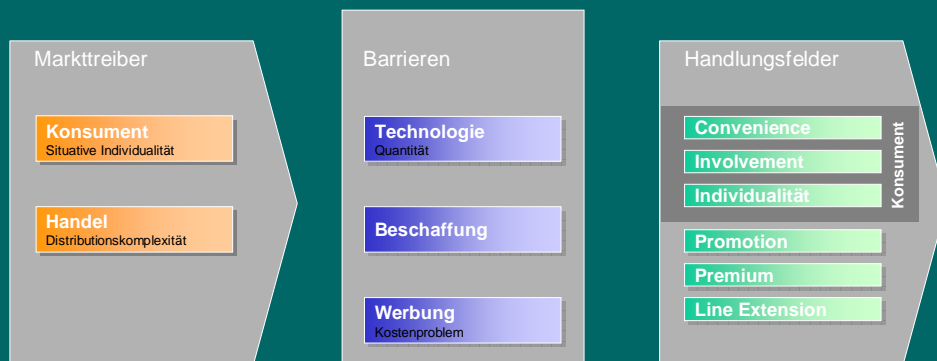 Markttreiber
Konsument
Situative Individualität
Handel
Distributionskomplexität
Barrieren
Technologie
Quantität
Beschaffung
Werbung
Kostenproblem
Handlungsfelder
Convenience
Involvement
Individualität
Konsument
Promotion
Premium
Line Extension